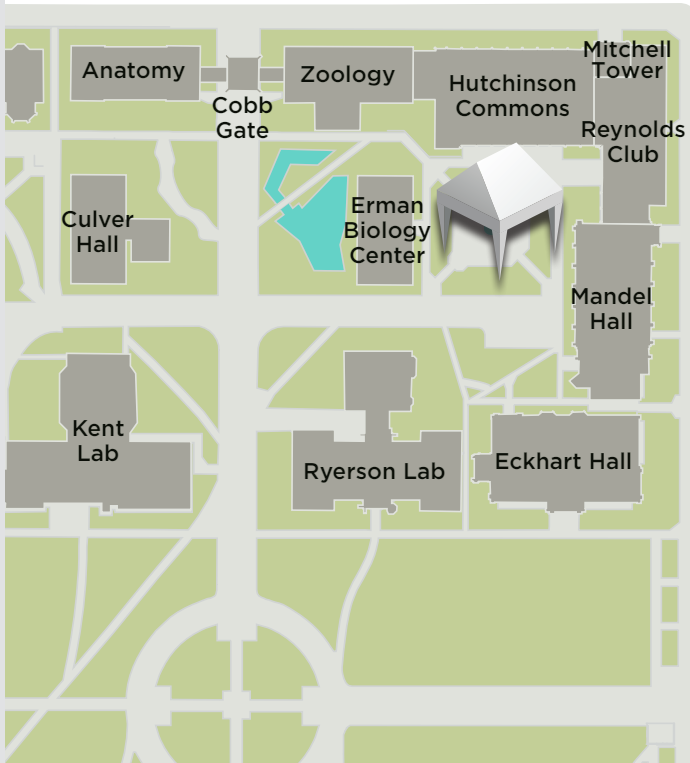 Mitchell
Tower
Anatomy
Zoology
Hutchinson
Commons
Cobb
Gate
Reynolds
Club
Culver
Hall
Erman
Biology
Center
Mandel
Hall
Kent
Lab
Ryerson Lab
Eckhart Hall